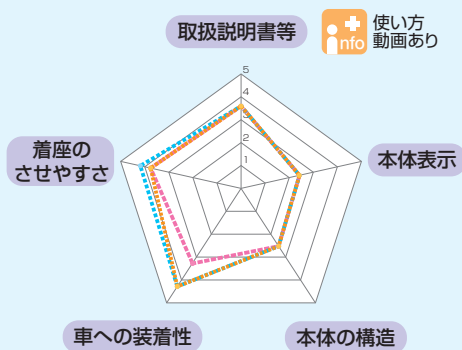 取扱説明書等
info
使い方
動画あり
5
4
3
2
1
着座の
させやすさ
本体表示
車への装着性
本体の構造